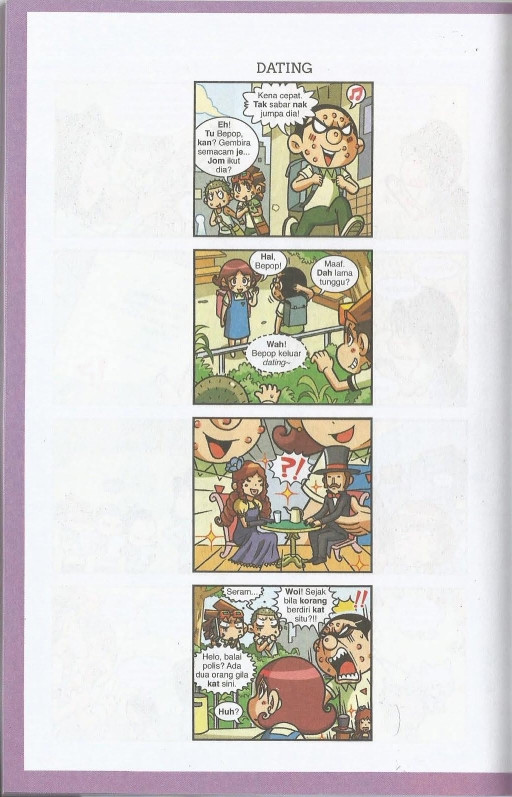 DATING
Kena cepat.
Tak sabar nak
jumpa dia!
Eh!
Tu Bepop,
kan? Gembira
semacam je...
Jom ikut
dia?
Hai,
Bepop!
Maaf.
Dah lama
tunggu?
Wah!
Bepop keluar
dating~
?!
Seram...
Woi! Sejak
bila korang
berdiri kat
situ?!!
!!
Helo, balai
polis? Ada
dua orang gila
kat sini.
Huh?